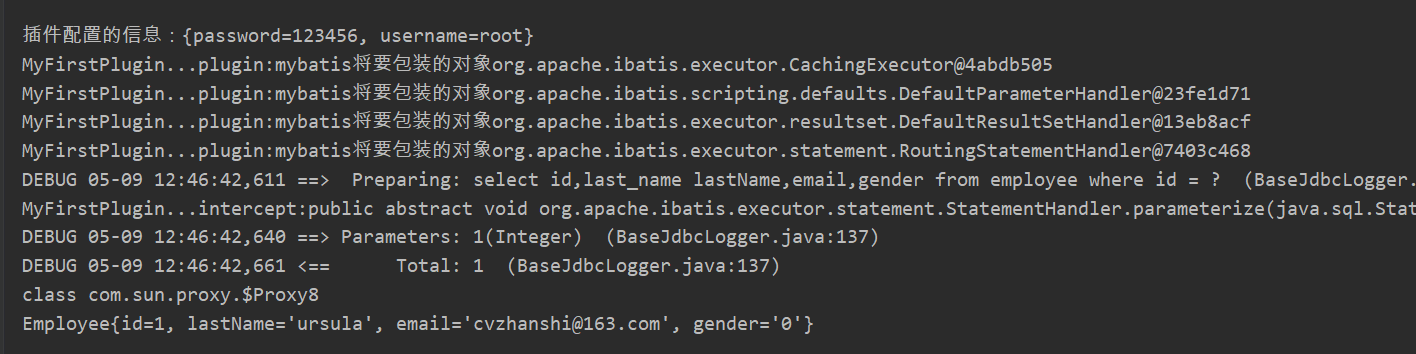 插件配置的信息：{password=123456, username=root}
MyFirstPlugin...plugin:mybatis将要包装的对象org.apache.ibatis.executor.CachingExecutor@4abdb505
MyFirstPlugin...plugin:mybatis将要包装的对象org.apache.ibatis.scripting.defaults.DefaultParameterHandler@23fe1d71
MyFirstPlugin...plugin:mybatis将要包装的对象org.apache.ibatis.executor.resultset.DefaultResultSetHandler@13eb8acf
MyFirstPlugin...plugin:mybatis将要包装的对象org.apache.ibatis.executor.statement.RoutingStatementHandler@7403c468
DEBUG 05-09 12:46:42,611 ==>  Preparing: select id,last_name lastName,email,gender from employee where id = ?  (BaseJdbcLogger.
MyFirstPlugin...intercept:public abstract void org.apache.ibatis.executor.statement.StatementHandler.parameterize(java.sql.Stat
DEBUG 05-09 12:46:42,640 ==> Parameters: 1(Integer)  (BaseJdbcLogger.java:137)
DEBUG 05-09 12:46:42,661 <==      Total: 1  (BaseJdbcLogger.java:137)
class com.sun.proxy.$Proxy8
Employee{id=1, lastName='ursula', email='cvzhanshi@163.com', gender='0'}